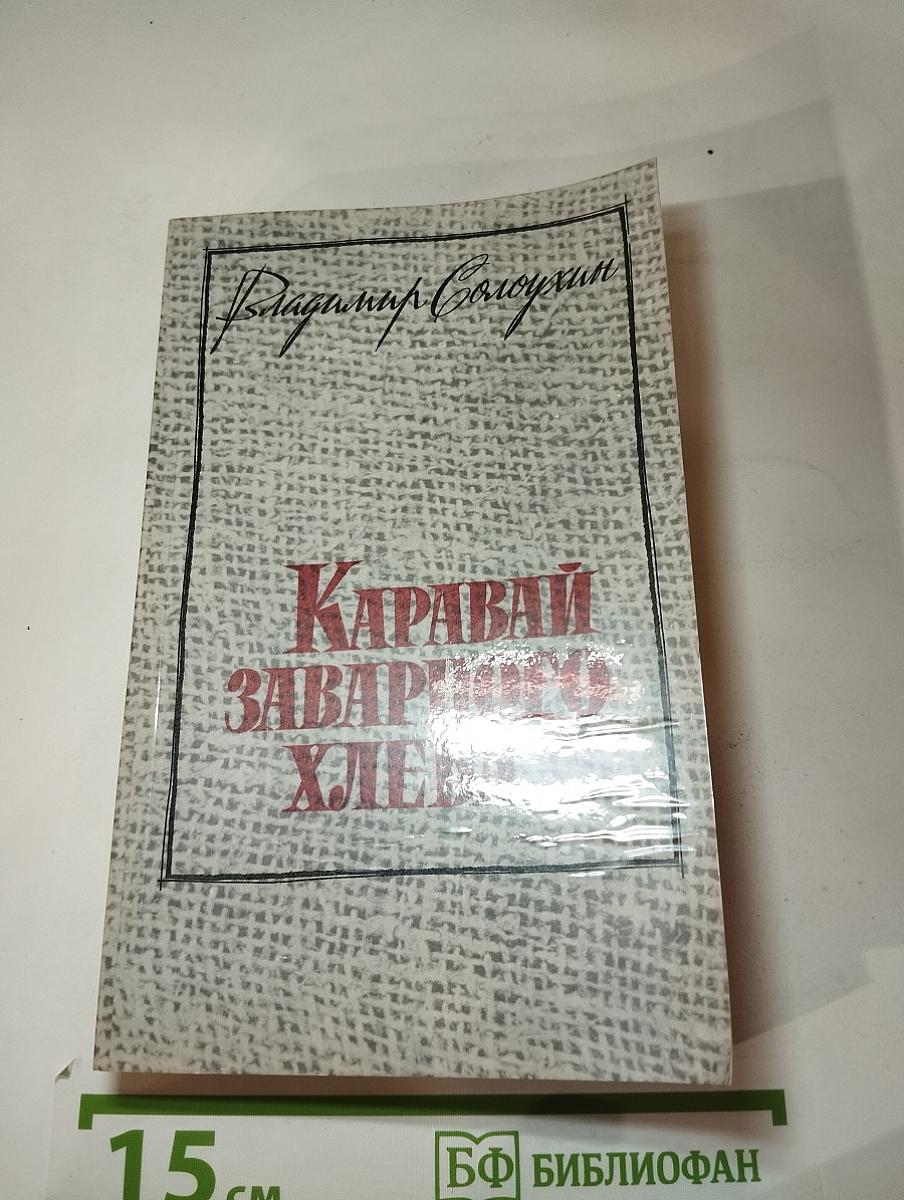 Владимир Солоухин
КАРАВАЙ
ЗАВАРНОГО
ХЛЕБА
15 см
БФ БИБЛИОФАН